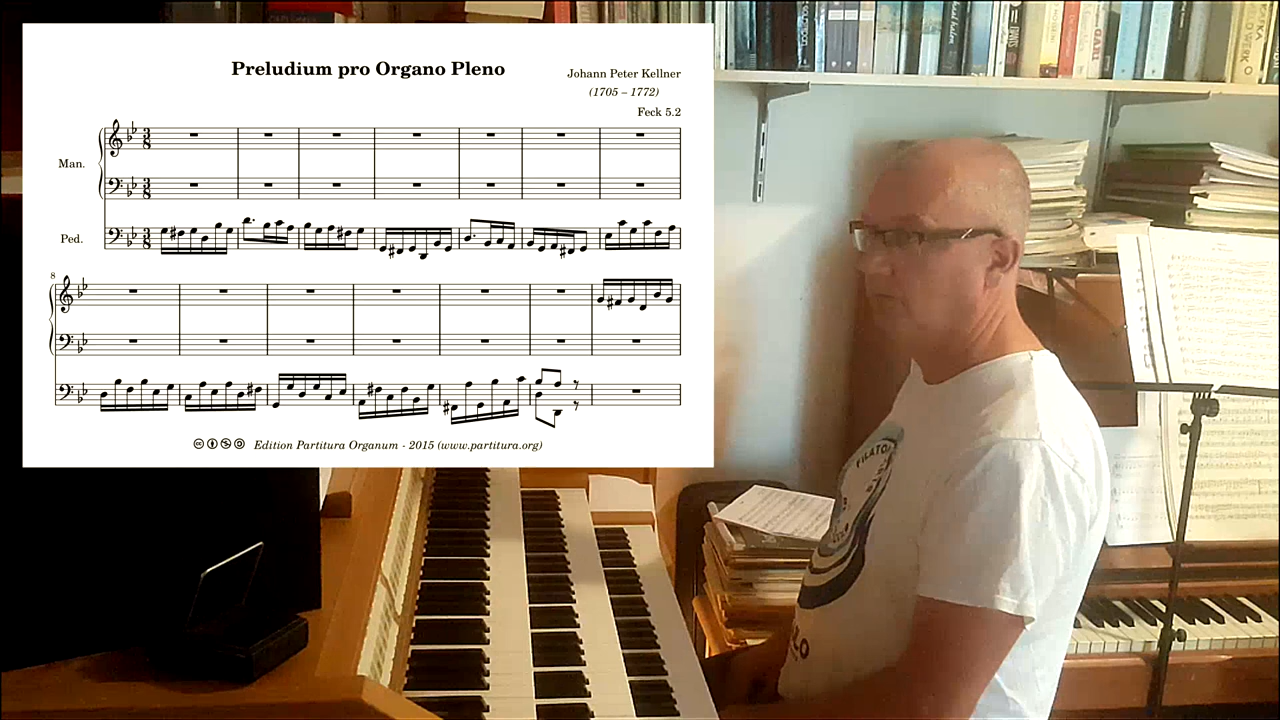 Preludium pro Organo Pleno
Johann Peter Kellner
(1705 – 1772)
Feck 5.2
Man.
Ped.
8
Edition Partitura Organum - 2015 (www.partitura.org)
FILATO